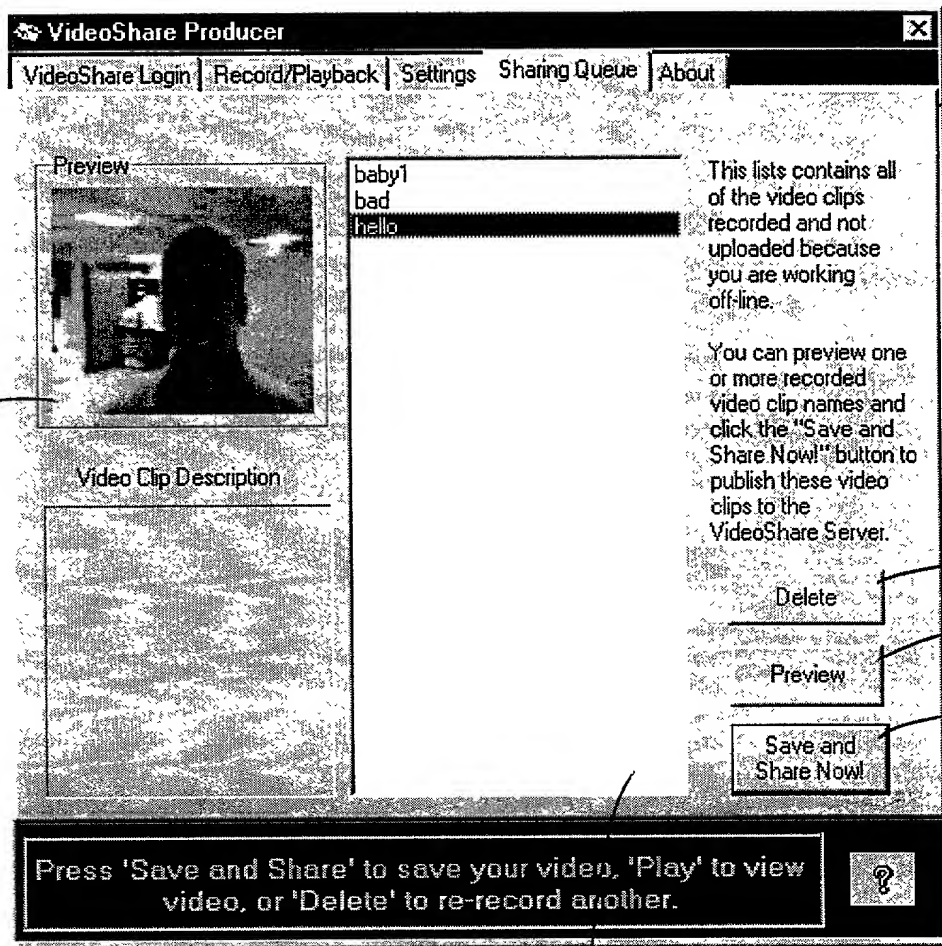 VideoShare Producer
VideoShare Login Record/Playback Settings Sharing Queue About
Preview
baby1
bad
hello
This lists contains all
of the video clips
recorded and not
uploaded because
you are working
off-line.
You can preview one
or more recorded
video clip names and
click the "Save and
Share Now!" button to
publish these video
clips to the
VideoShare Server.
Video Clip Description
Delete
Preview
Save and
Share Now!
Press 'Save and Share' to save your video, 'Play' to view
video, or 'Delete' to re-record another.
?